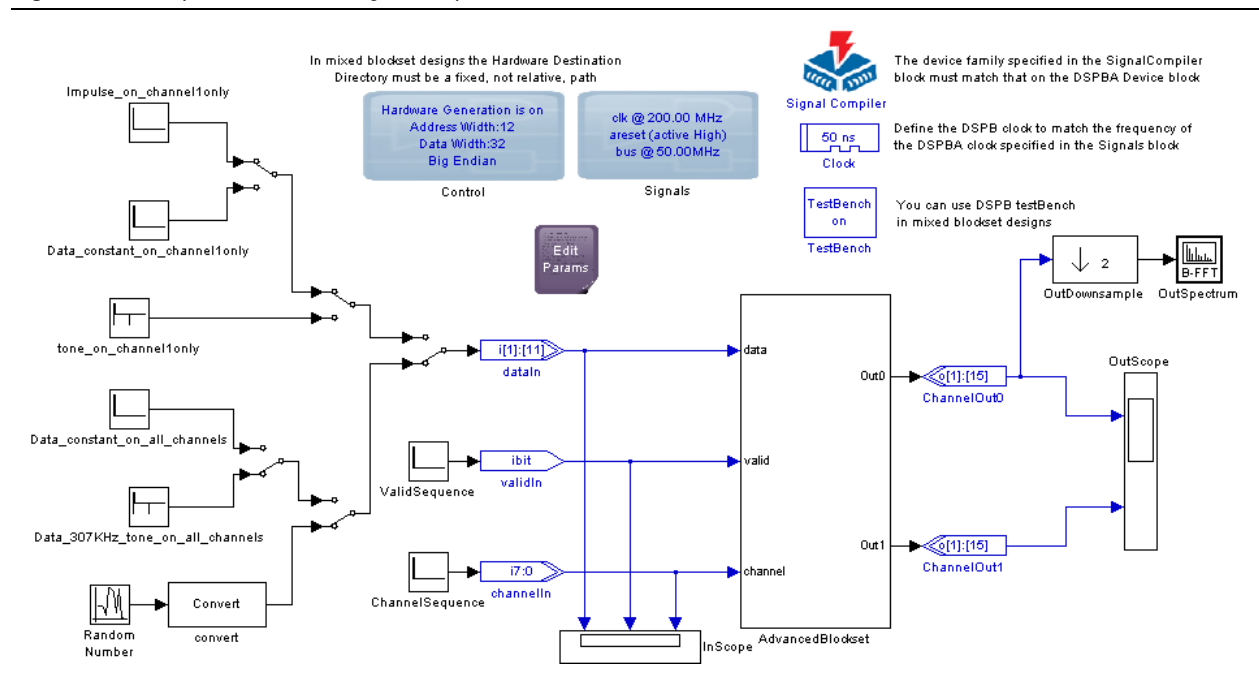 In mixed blockset designs the Hardware Destination
Directory must be a fixed, not relative, path
The device family specified in the SignalCompiler
block must match that on the DSPBA Device block
Signal Compiler
Impulse_on_channel1only
Hardware Generation is on
Address Width:12
Data Width:32
Big Endian
Control
clk @ 200.00 MHz
areset (active High)
bus @ 50.00MHz
Signals
50 ns
Clock
Define the DSPB clock to match the frequency of
the DSPBA clock specified in the Signals block
TestBench
on
TestBench
You can use DSPB testBench
in mixed blockset designs
Data_constant_on_channel1only
Edit
Params
2
OutDownsample
B-FFT
OutSpectrum
tone_on_channel1only
i[1]:[11]
dataIn
data
Out0
o[1]:[15]
ChannelOut0
OutScope
Data_constant_on_all_channels
ValidSequence
ibit
validIn
valid
Data_307KHz_tone_on_all_channels
Out1
o[1]:[15]
ChannelOut1
ChannelSequence
i7:0
channelIn
channel
Random
Number
Convert
convert
InScope
AdvancedBlockset